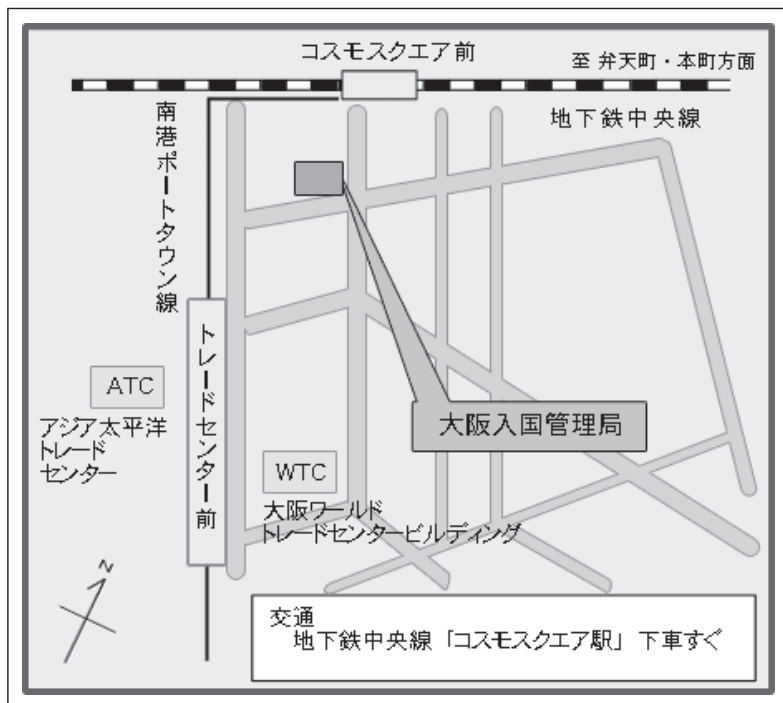 コスモスクエア前
至 弁天町・本町方面
地下鉄中央線
南港ポートタウン線
トレードセンター前
ATC
アジア太平洋
トレード
センター
大阪入国管理局
WTC
大阪ワールド
トレードセンタービルディング
N
交通
地下鉄中央線「コスモスクエア駅」下車すぐ